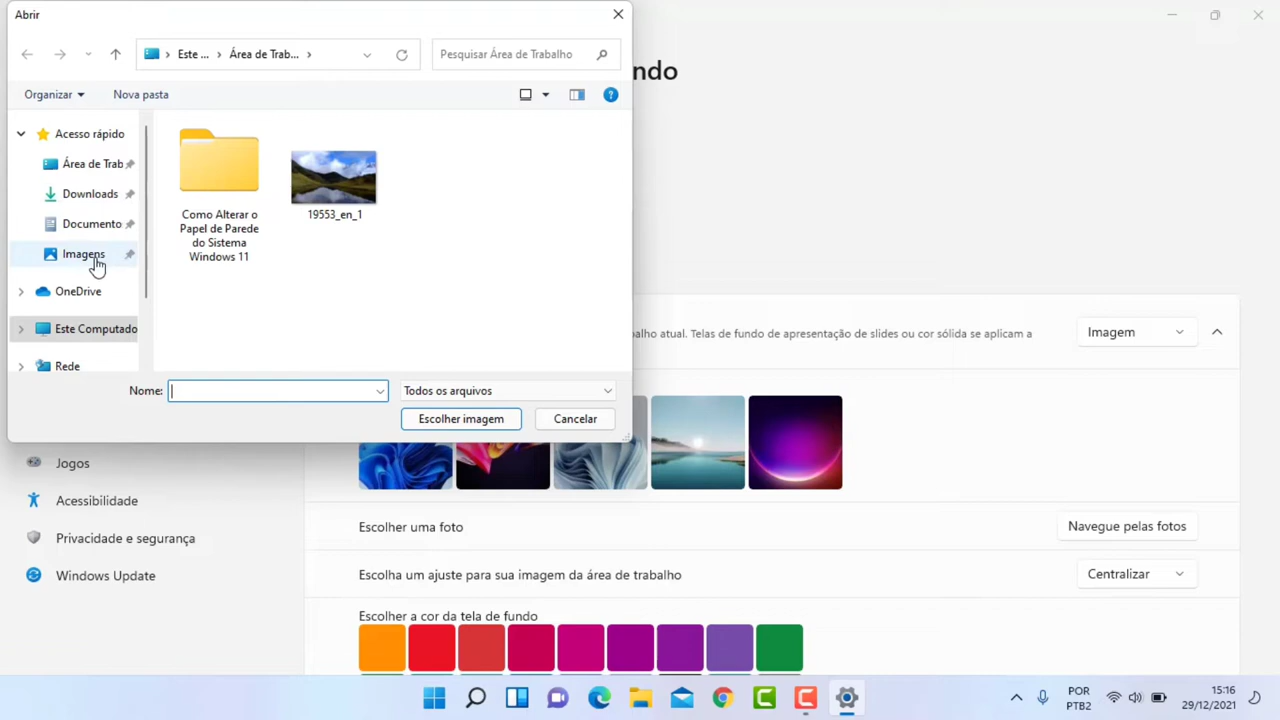 Abrir
ndo
Este ... Área de Trab...
Pesquisar Área de Trabalho
Organizar
Nova pasta
Acesso rápido
Área de Trab
Downloads
Documento
Imagens
OneDrive
Este Computado
Rede
Como Alterar o
Papel de Parede
do Sistema
Windows 11
19553_en_1
Nome:
Todos os arquivos
Escolher imagem
Cancelar
balho atual. Telas de fundo de apresentação de slides ou cor sólida se aplicam a
Imagem
Jogos
Acessibilidade
Privacidade e segurança
Windows Update
Escolher uma foto
Navegue pelas fotos
Escolha um ajuste para sua imagem da área de trabalho
Centralizar
Escolher a cor da tela de fundo
POR
PTB2
15:16
29/12/2021